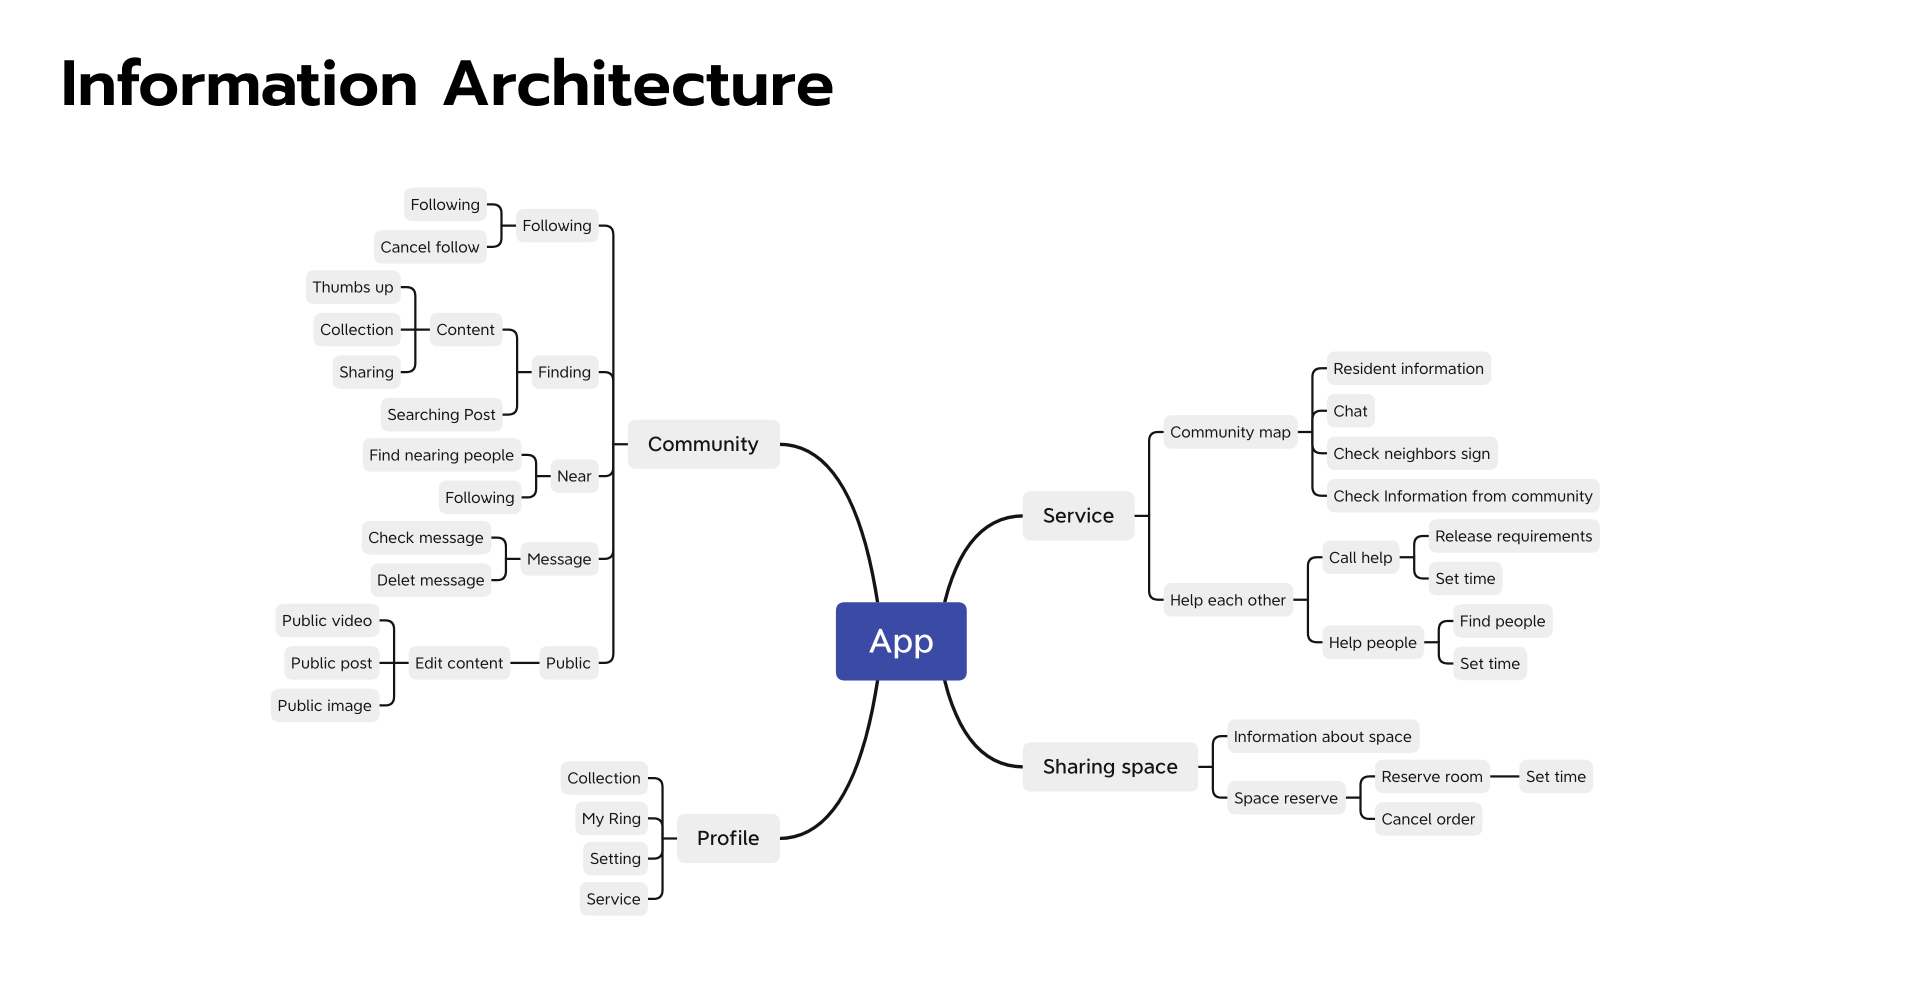 Information Architecture
Following
Following
Cancel follow
Thumbs up
Collection
Content
Sharing
Finding
Searching Post
Community
Find nearing people
Near
Following
Check message
Message
Delet message
Public video
Public post
Edit content
Public
Public image
Collection
My Ring
Profile
Setting
Service
App
Resident information
Chat
Community map
Check neighbors sign
Check Information from community
Service
Release requirements
Call help
Set time
Help each other
Find people
Help people
Set time
Information about space
Sharing space
Reserve room
Set time
Space reserve
Cancel order